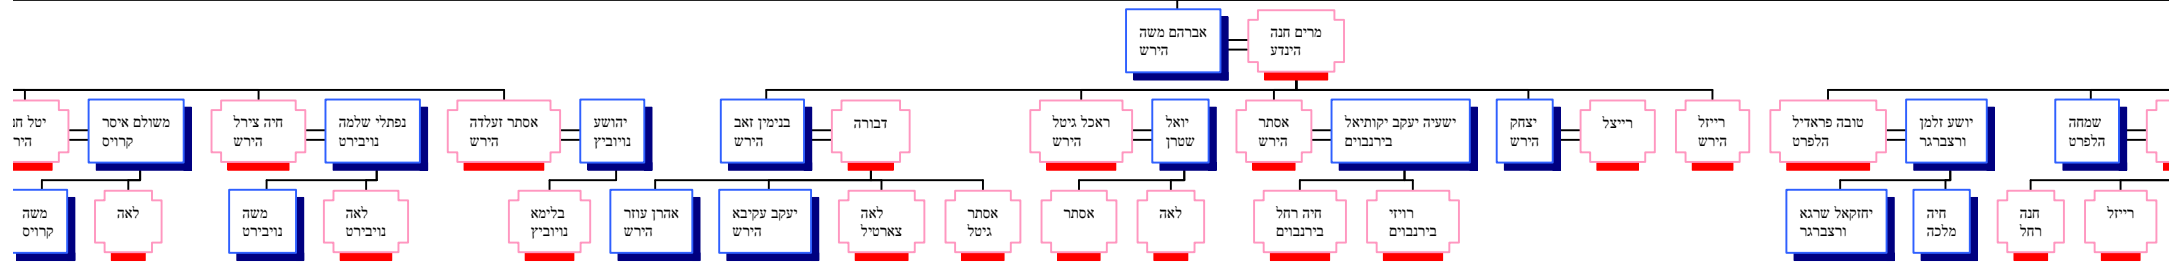 אברהם משה
הירש
מרים חנה
הינדע
יטל
קרויס
משולם איסר
חיה צירל
הירש
נפתלי שלמה
נויבירט
אסתר זעלדה
הירש
יהושע
נויוביץ
בנימין זאב
הירש
דבורה
ראכל גיטל
הירש
יואל
שטרן
אסתר
הירש
ישעיה יעקב יקותיאל
בירנבוים
יצחק
הירש
רייצל
רייזל
הירש
טובה פראדיל
הלפרט
יושע זלמן
ורצברגר
שמחה
הלפרט
משה
קרויס
לאה
משה
נויבירט
לאה
נויבירט
בלימא
נויוביץ
אהרן עוזר
הירש
יעקב עקיבא
הירש
לאה
צארטיל
אסתר
גיטל
אסתר
לאה
חיה רחל
בירנבוים
רויזי
בירנבוים
יחזקאל שרגא
ורצברגר
חיה
מלכה
חנה
רחל
רייזל